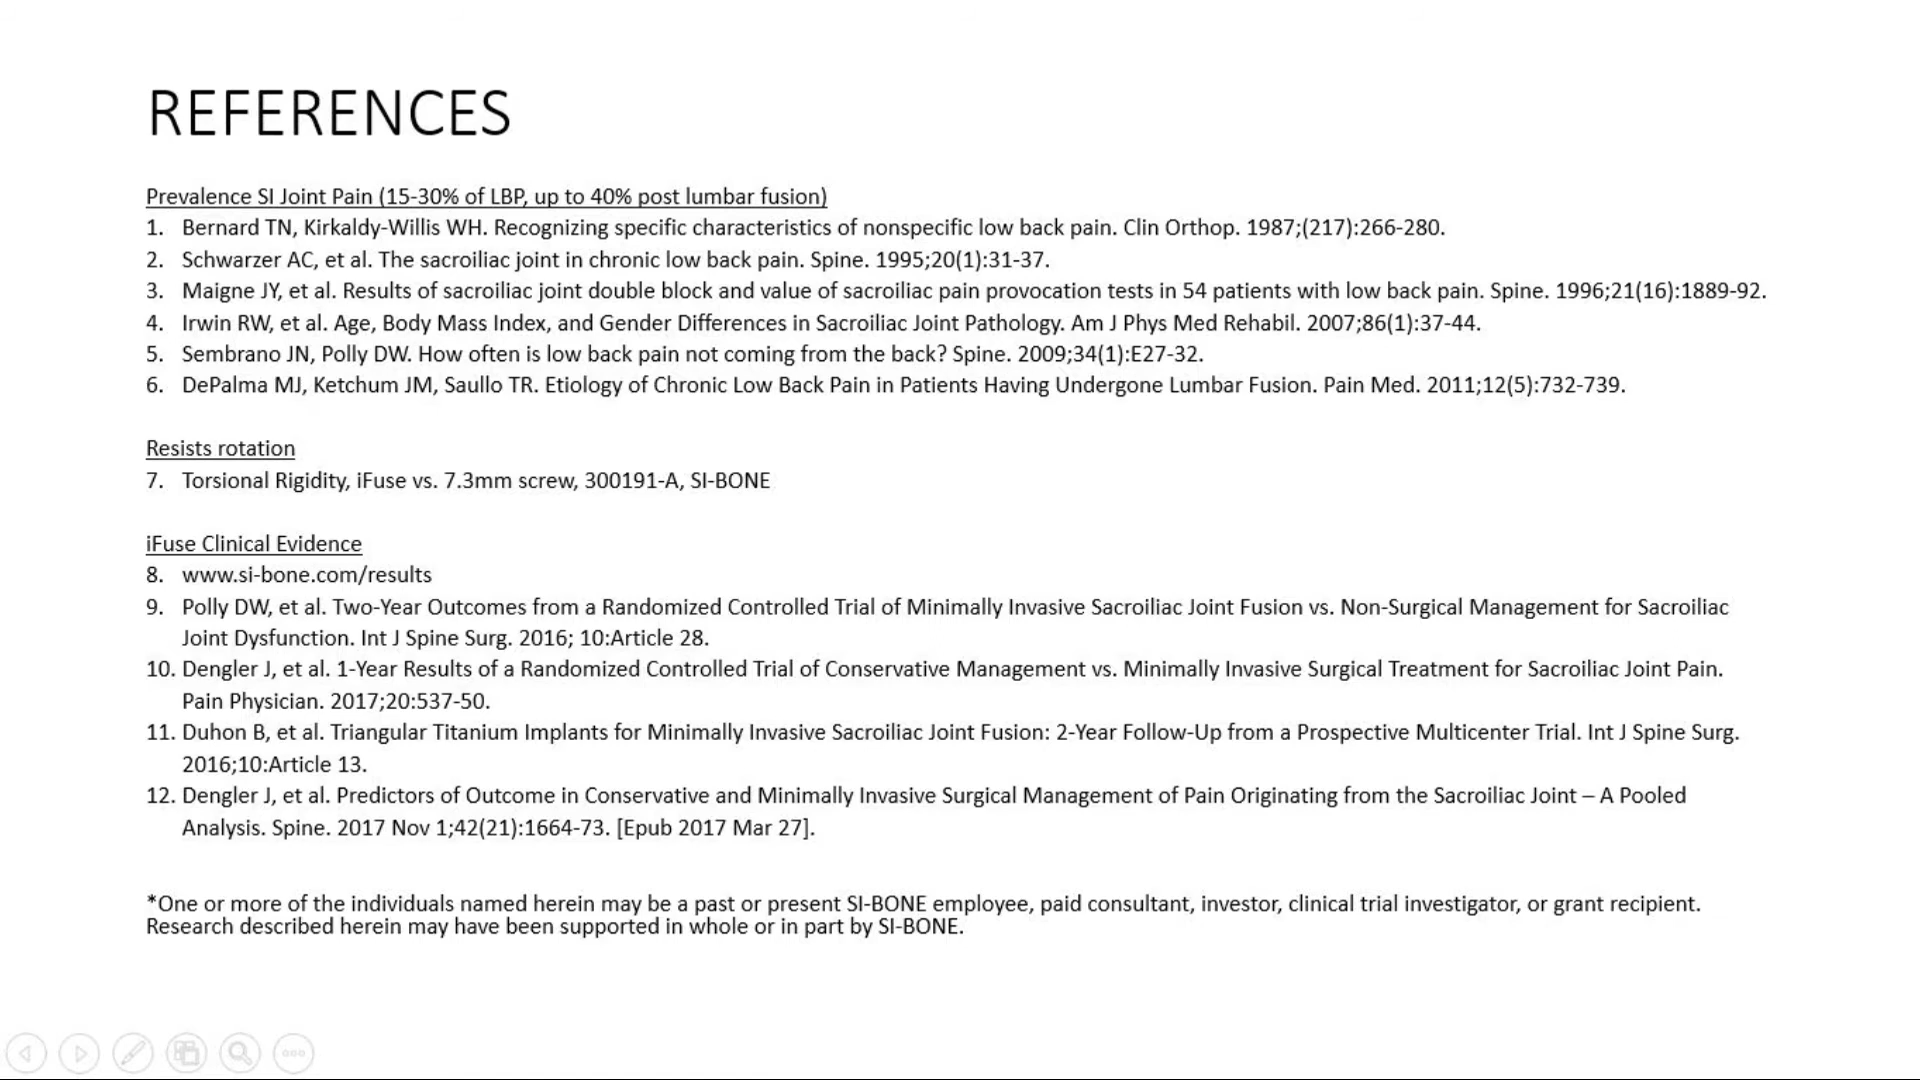 REFERENCES
Prevalence SI Joint Pain (15-30% of LBP, up to 40% post lumbar fusion)
1. Bernard TN, Kirkaldy-Willis WH. Recognizing specific characteristics of nonspecific low back pain. Clin Orthop. 1987;(217):266-280.
2. Schwarzer AC, et al. The sacroiliac joint in chronic low back pain. Spine. 1995;20(1):31-37.
3. Maigne JY, et al. Results of sacroiliac joint double block and value of sacroiliac pain provocation tests in 54 patients with low back pain. Spine. 1996;21(16):1889-92.
4. Irwin RW, et al. Age, Body Mass Index, and Gender Differences in Sacroiliac Joint Pathology. Am J Phys Med Rehabil. 2007;86(1):37-44.
5. Sembrano JN, Polly DW. How often is low back pain not coming from the back? Spine. 2009;34(1):E27-32.
6. DePalma MJ, Ketchum JM, Saullo TR. Etiology of Chronic Low Back Pain in Patients Having Undergone Lumbar Fusion. Pain Med. 2011;12(5):732-739.
Resists rotation
7. Torsional Rigidity, iFuse vs. 7.3mm screw, 300191-A, SI-BONE
iFuse Clinical Evidence
8. www.si-bone.com/results
9. Polly DW, et al. Two-Year Outcomes from a Randomized Controlled Trial of Minimally Invasive Sacroiliac Joint Fusion vs. Non-Surgical Management for Sacroiliac
Joint Dysfunction. Int J Spine Surg. 2016; 10:Article 28.
10. Dengler J, et al. 1-Year Results of a Randomized Controlled Trial of Conservative Management vs. Minimally Invasive Surgical Treatment for Sacroiliac Joint Pain.
Pain Physician. 2017;20:537-50.
11. Duhon B, et al. Triangular Titanium Implants for Minimally Invasive Sacroiliac Joint Fusion: 2-Year Follow-Up from a Prospective Multicenter Trial. Int J Spine Surg.
2016;10:Article 13.
12. Dengler J, et al. Predictors of Outcome in Conservative and Minimally Invasive Surgical Management of Pain Originating from the Sacroiliac Joint – A Pooled
Analysis. Spine. 2017 Nov 1;42(21):1664-73. [Epub 2017 Mar 27].
*One or more of the individuals named herein may be a past or present SI-BONE employee, paid consultant, investor, clinical trial investigator, or grant recipient.
Research described herein may have been supported in whole or in part by SI-BONE.